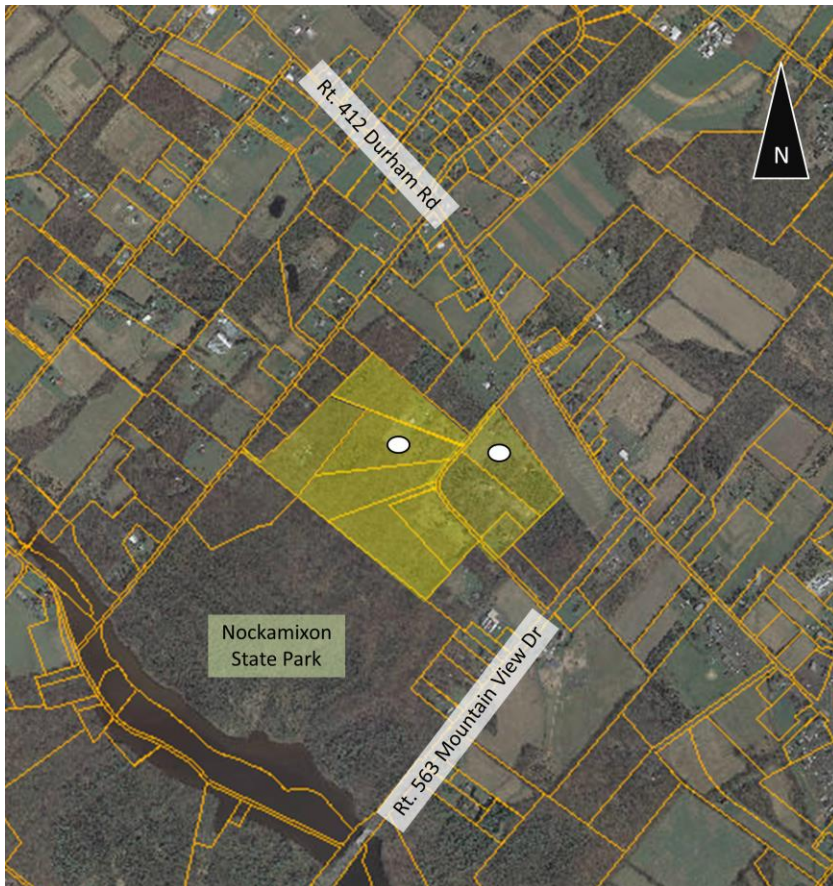 Rt. 412 Durham Rd
N
Nockamixon
State Park
Rt. 563 Mountain View Dr